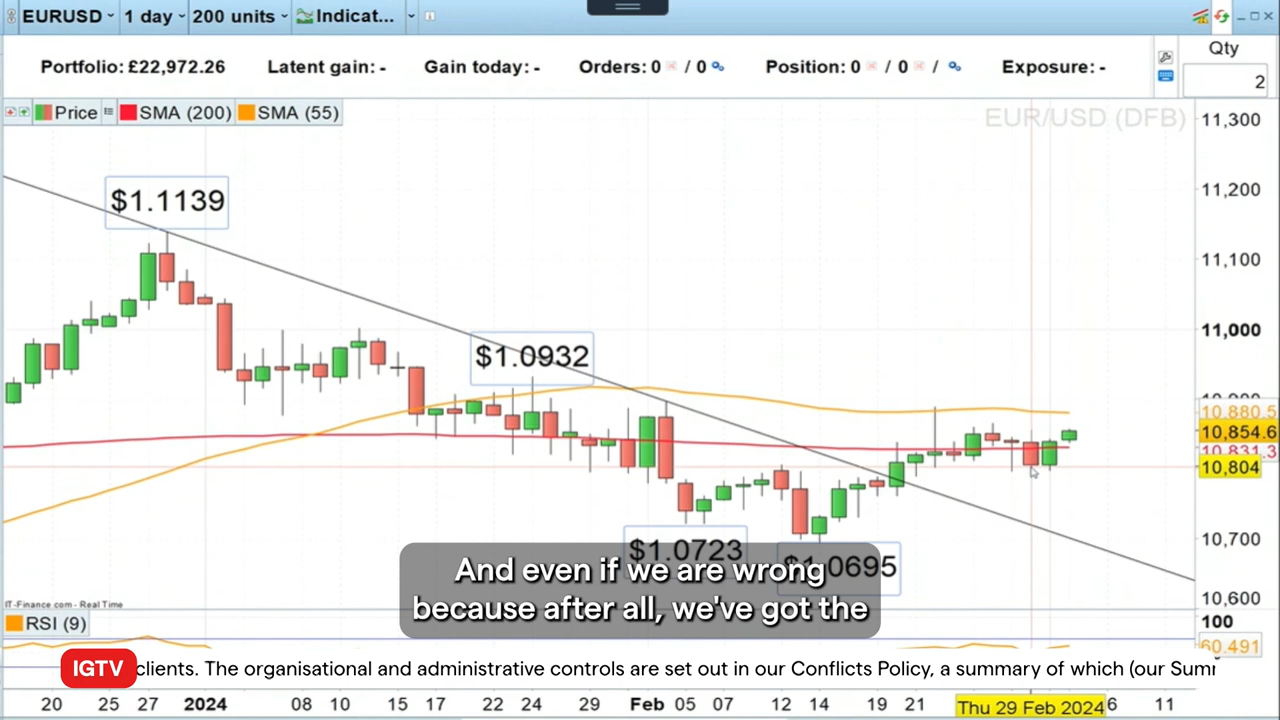 EURUSD 1 day 200 units Indicat...
Portfolio: £22,972.26 Latent gain: - Gain today: - Orders: 0 / 0 Position: 0 / 0 / Exposure: -
Qty
2
Price SMA (200) SMA (55)
EUR/USD (DFB)
11,300
11,200
$1.1139
11,100
11,000
$1.0932
10,880.5
10,854.6
10,831.3
10,804
10,700
$1.0723
$1.0695
And even if we are wrong
because after all, we've got the
10,600
IT-Finance.com - Real Time
RSI (9)
100
60.491
IGTV clients. The organisational and administrative controls are set out in our Conflicts Policy, a summary of which (our Sum
20 25 27 2024 08 10 15 17 22 24 29 Feb 05 07 12 14 19 21 Thu 29 Feb 2024 6 11